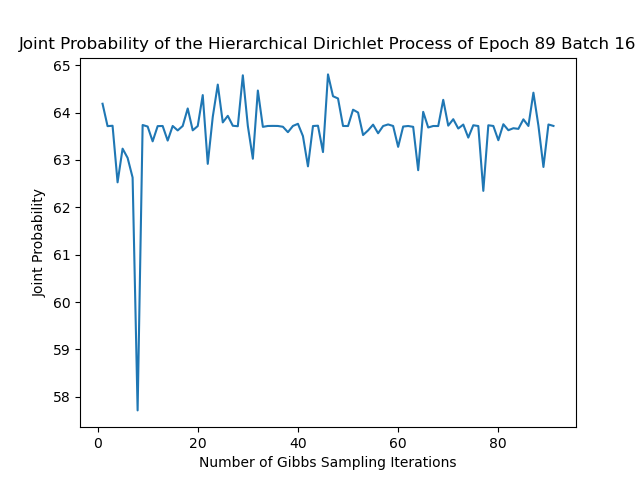 Joint Probability of the Hierarchical Dirichlet Process of Epoch 89 Batch 16
65
64
63
62
61
60
59
58
Joint Probability
0 20 40 60 80
Number of Gibbs Sampling Iterations